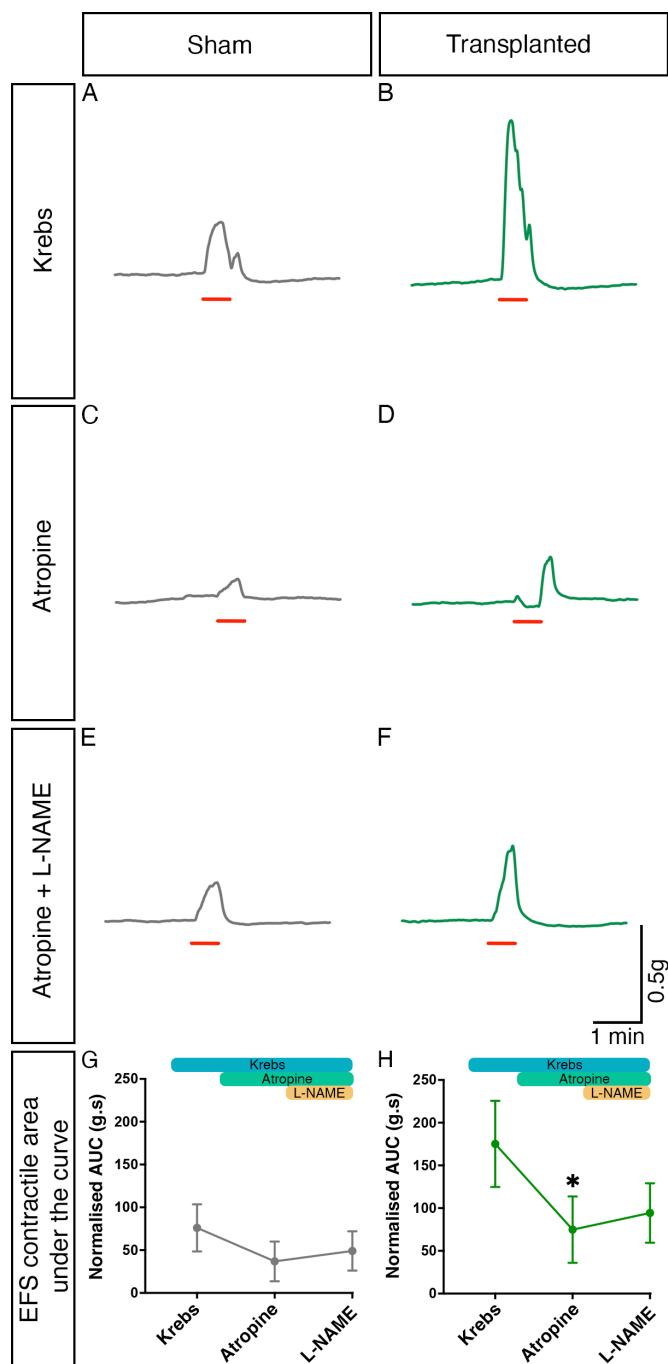 Sham
Transplanted
Krebs
A
B
Atropine
C
D
Atropine + L-NAME
E
F
0.5g
1 min
EFS contractile area
under the curve
G
Krebs
Atropine
L-NAME
Normalised AUC (g.s)
250
200
150
100
50
0
Krebs
Atropine
L-NAME
H
Krebs
Atropine
L-NAME
Normalised AUC (g.s)
250
200
150
100
50
0
*
Krebs
Atropine
L-NAME